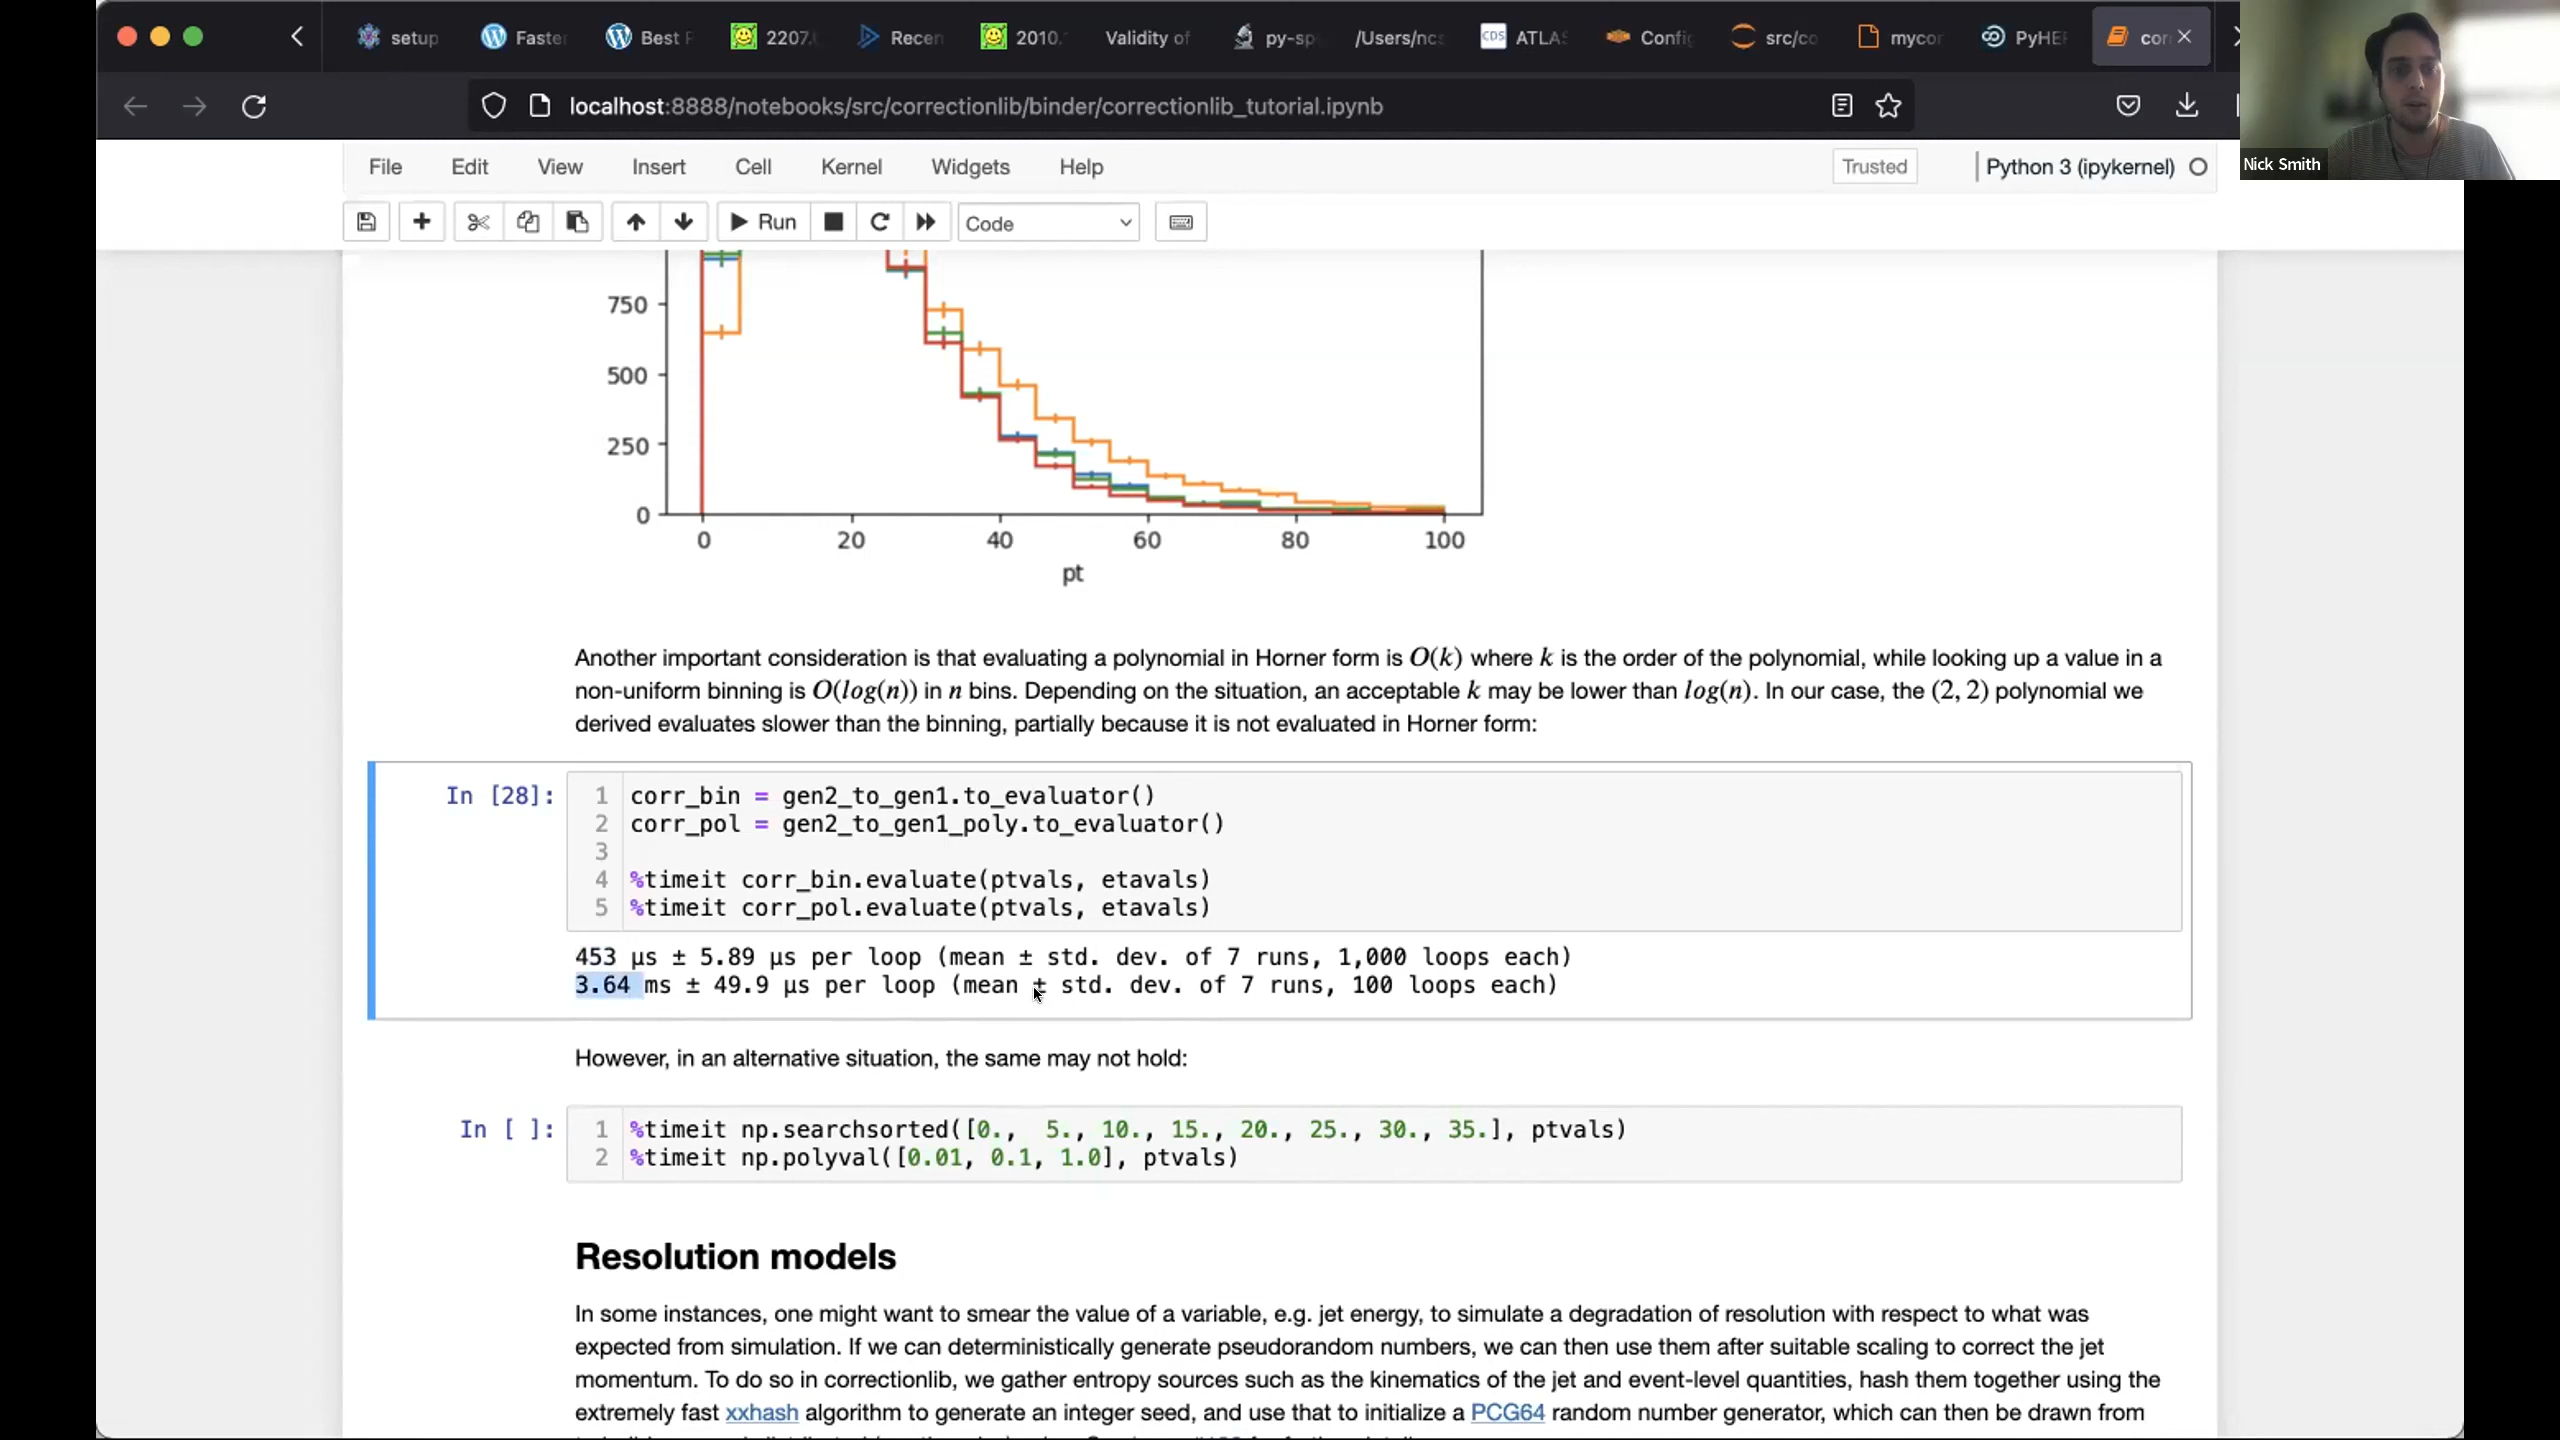 setup
Faste
Best
2207.
Recen
2010.
Validity of
py-sp
/Users/ncs
CDS
ATLAS
Config
src/co
mycor
PyHE
cor
localhost:8888/notebooks/src/correctionlib/binder/correctionlib_tutorial.ipynb
Nick Smith
File Edit View Insert Cell Kernel Widgets Help
Trusted
Python 3 (ipykernel)
Run
Code
750
500
250
0
0 20 40 60 80 100
pt
Another important consideration is that evaluating a polynomial in Horner form is O(k) where k is the order of the polynomial, while looking up a value in a
non-uniform binning is O(log(n)) in n bins. Depending on the situation, an acceptable k may be lower than log(n). In our case, the (2, 2) polynomial we
derived evaluates slower than the binning, partially because it is not evaluated in Horner form:
In [28]:
1 corr_bin = gen2_to_gen1.to_evaluator()
2 corr_pol = gen2_to_gen1_poly.to_evaluator()
3
4 %timeit corr_bin.evaluate(ptvals, etavals)
5 %timeit corr_pol.evaluate(ptvals, etavals)
453 µs ± 5.89 µs per loop (mean ± std. dev. of 7 runs, 1,000 loops each)
3.64 ms ± 49.9 µs per loop (mean ± std. dev. of 7 runs, 100 loops each)
However, in an alternative situation, the same may not hold:
In [ ]:
1 %timeit np.searchsorted([0., 5., 10., 15., 20., 25., 30., 35.], ptvals)
2 %timeit np.polyval([0.01, 0.1, 1.0], ptvals)
Resolution models
In some instances, one might want to smear the value of a variable, e.g. jet energy, to simulate a degradation of resolution with respect to what was
expected from simulation. If we can deterministically generate pseudorandom numbers, we can then use them after suitable scaling to correct the jet
momentum. To do so in correctionlib, we gather entropy sources such as the kinematics of the jet and event-level quantities, hash them together using the
extremely fast xxhash algorithm to generate an integer seed, and use that to initialize a PCG64 random number generator, which can then be drawn from